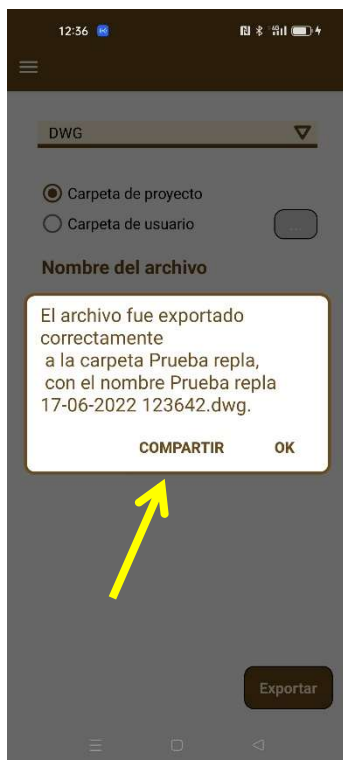 12:36
DWG
Carpeta de proyecto
Carpeta de usuario
...
Nombre del archivo
El archivo fue exportado
correctamente
a la carpeta Prueba repla,
con el nombre Prueba repla
17-06-2022 123642.dwg.
COMPARTIR OK
Exportar